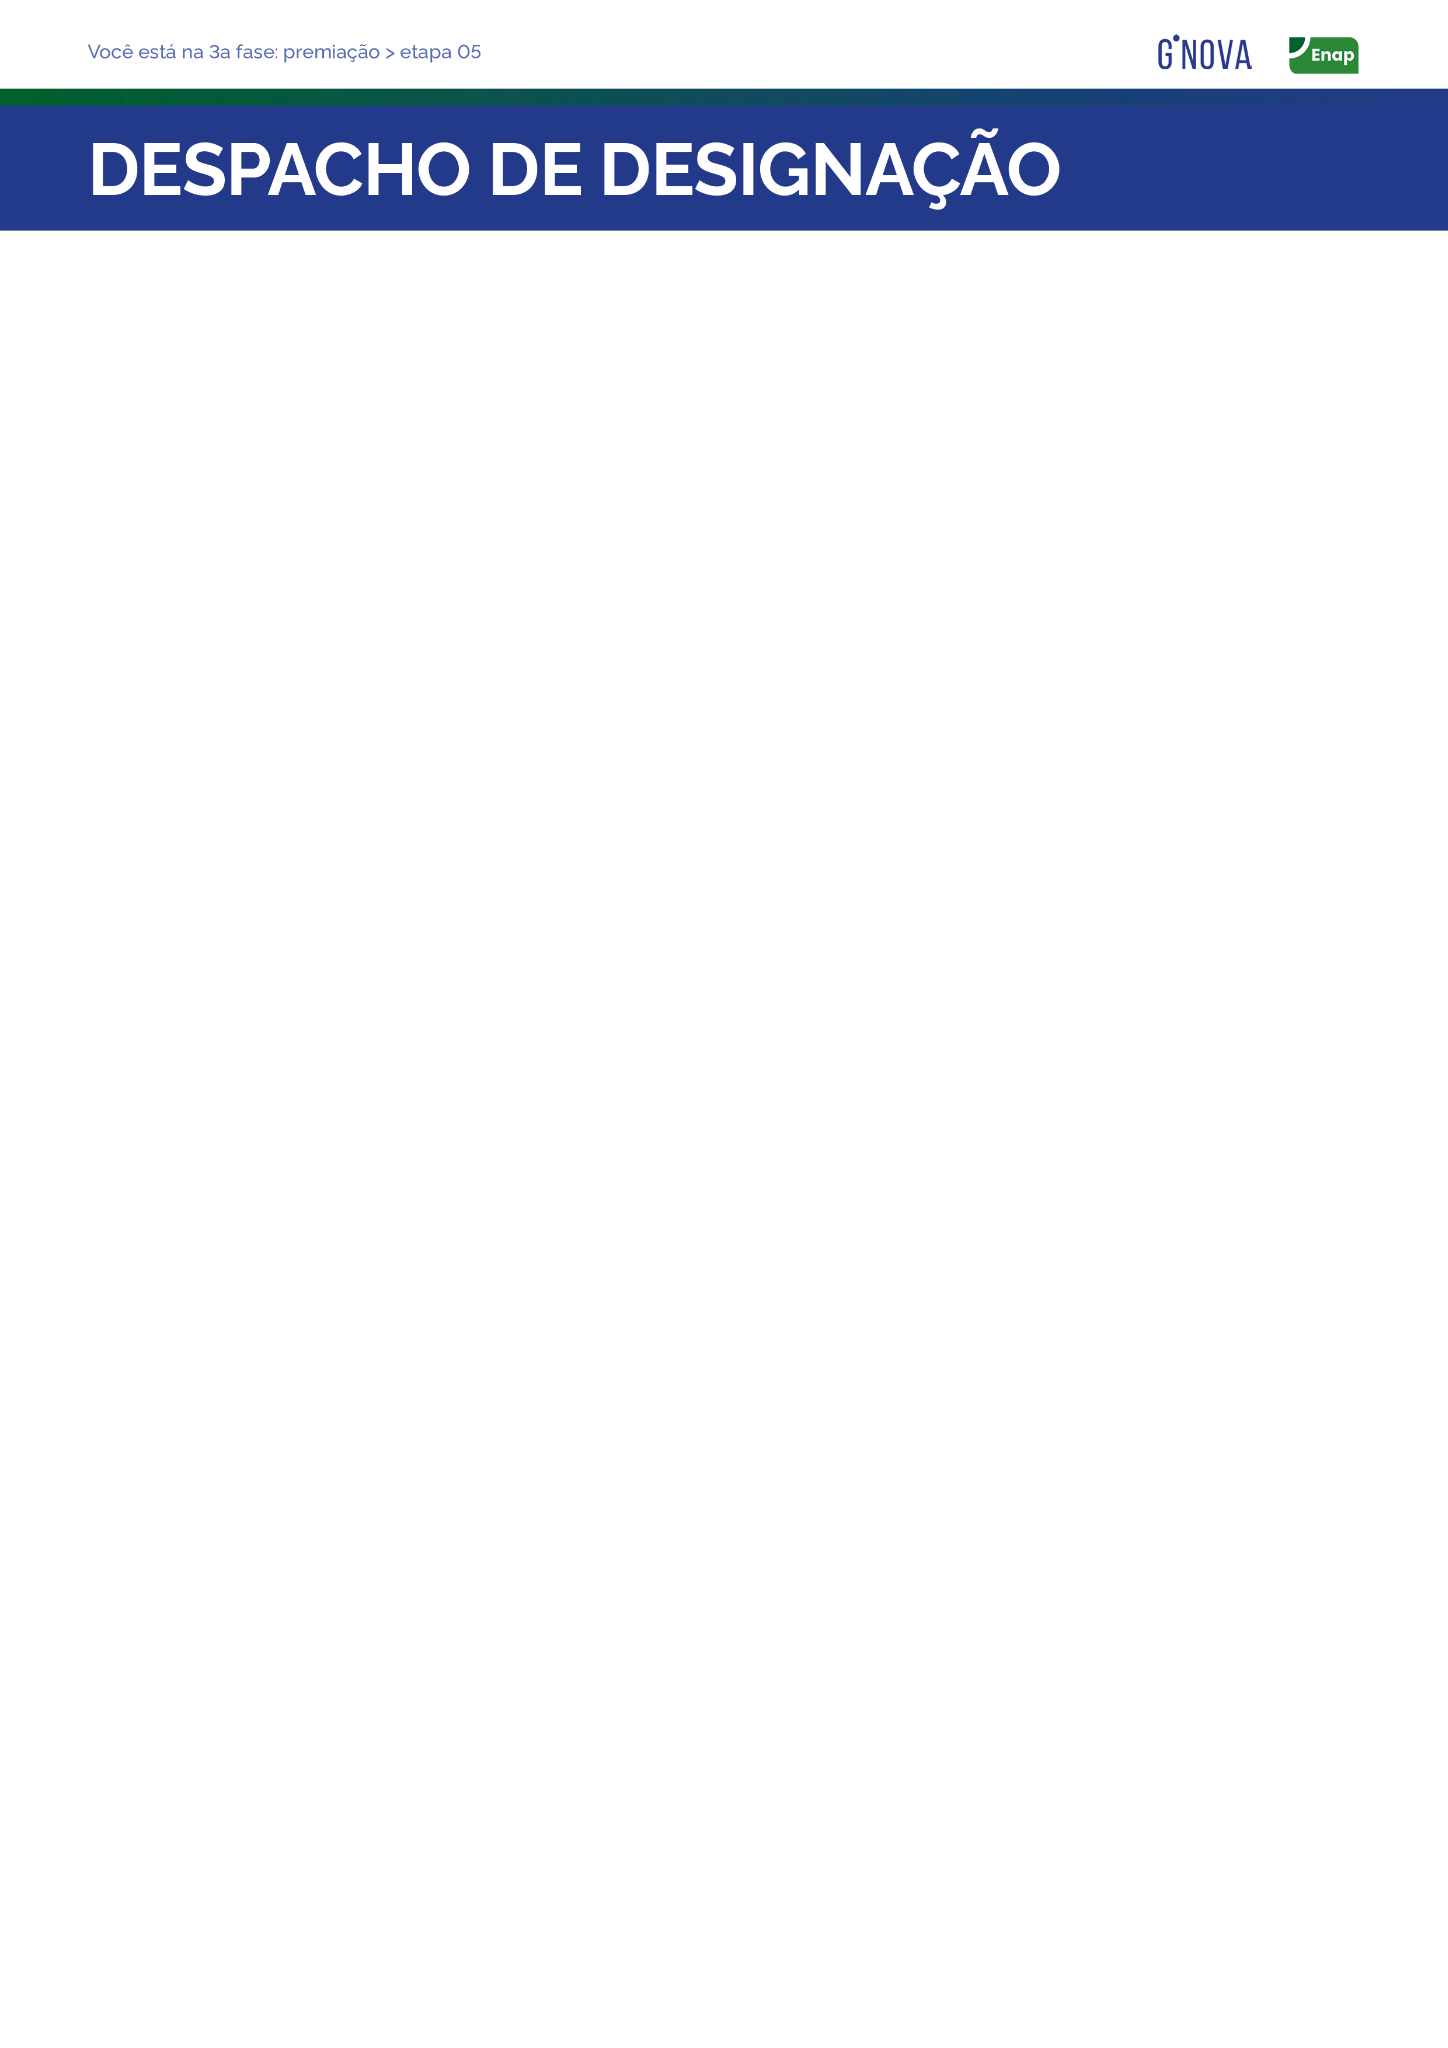 Você está na 3a fase: premiação > etapa 05
G°NOVA
Enap
DESPACHO DE DESIGNAÇÃO